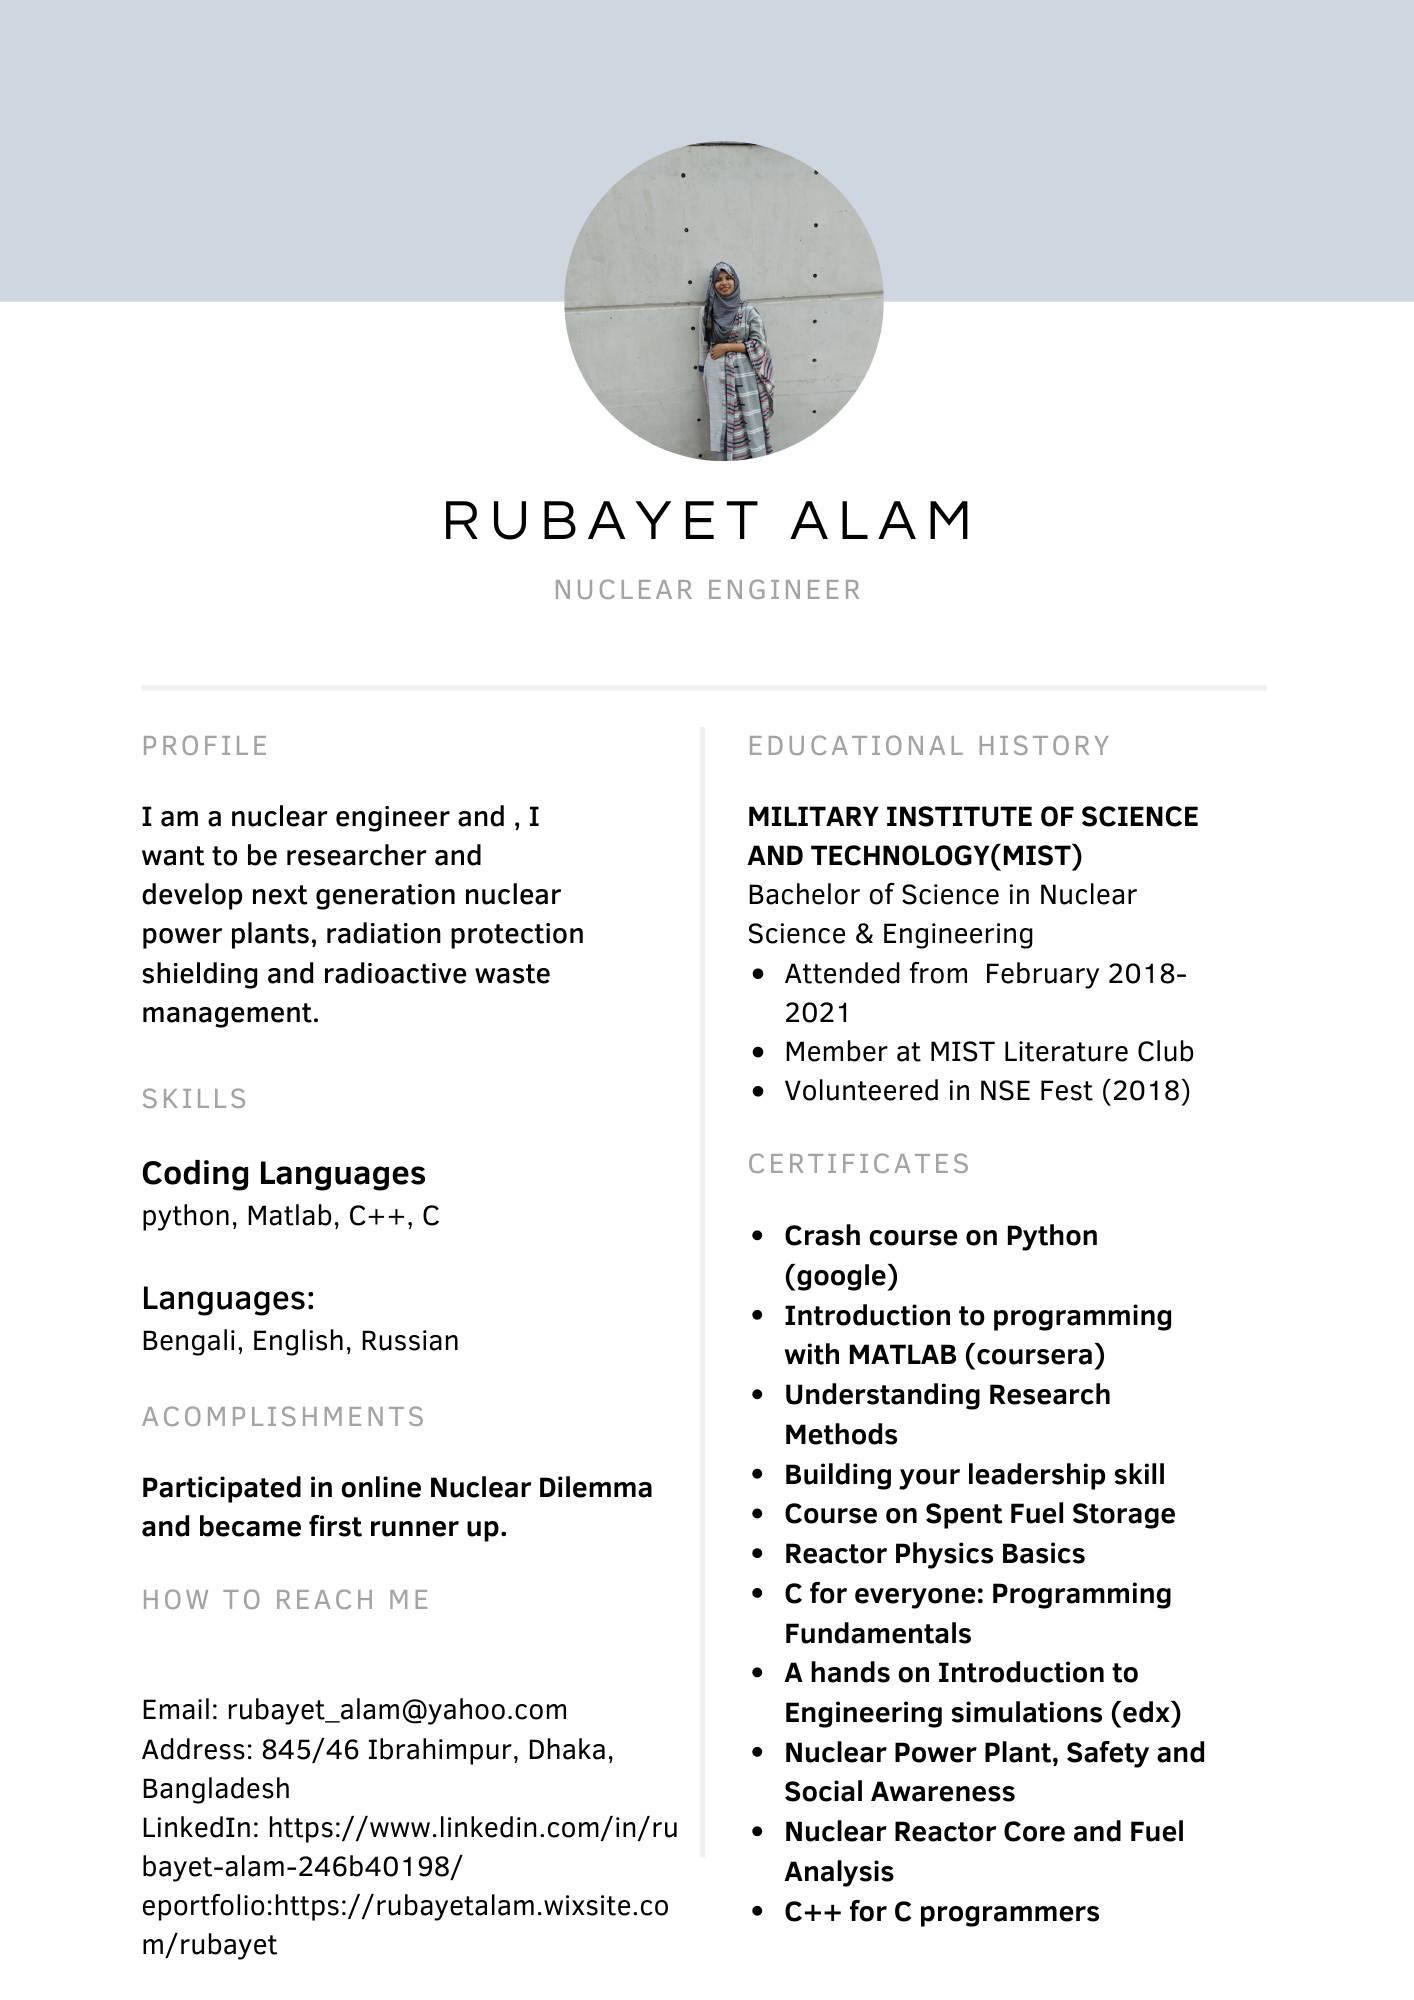 RUBAYET ALAM
NUCLEAR ENGINEER
PROFILE
I am a nuclear engineer and , I
want to be researcher and
develop next generation nuclear
power plants, radiation protection
shielding and radioactive waste
management.
SKILLS
Coding Languages
python, Matlab, C++, C
Languages:
Bengali, English, Russian
ACOMPLISHMENTS
Participated in online Nuclear Dilemma
and became first runner up.
HOW TO REACH ME
Email: rubayet_alam@yahoo.com
Address: 845/46 Ibrahimpur, Dhaka,
Bangladesh
LinkedIn: https://www.linkedin.com/in/ru
bayet-alam-246b40198/
eportfolio:https://rubayetalam.wixsite.co
m/rubayet
EDUCATIONAL HISTORY
MILITARY INSTITUTE OF SCIENCE
AND TECHNOLOGY(MIST)
Bachelor of Science in Nuclear
Science & Engineering
• Attended from  February 2018-
2021
• Member at MIST Literature Club
• Volunteered in NSE Fest (2018)
CERTIFICATES
• Crash course on Python
(google)
• Introduction to programming
with MATLAB (coursera)
• Understanding Research
Methods
• Building your leadership skill
• Course on Spent Fuel Storage
• Reactor Physics Basics
• C for everyone: Programming
Fundamentals
• A hands on Introduction to
Engineering simulations (edx)
• Nuclear Power Plant, Safety and
Social Awareness
• Nuclear Reactor Core and Fuel
Analysis
• C++ for C programmers